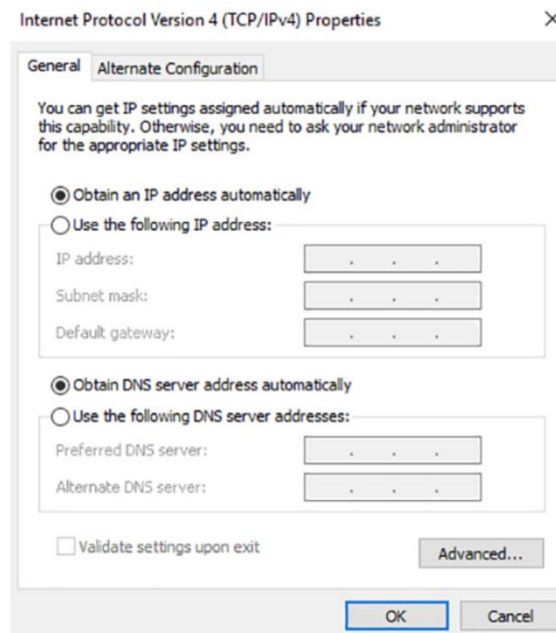 Internet Protocol Version 4 (TCP/IPv4) Properties
General
Alternate Configuration
You can get IP settings assigned automatically if your network supports
this capability. Otherwise, you need to ask your network administrator
for the appropriate IP settings.
Obtain an IP address automatically
Use the following IP address:
IP address:
Subnet mask:
Default gateway:
Obtain DNS server address automatically
Use the following DNS server addresses:
Preferred DNS server:
Alternate DNS server:
Validate settings upon exit
Advanced...
OK
Cancel